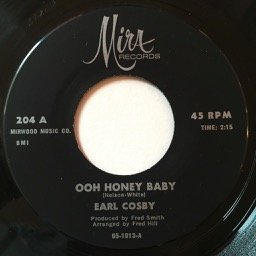 Mira
RECORDS
204 A
MIRWOOD MUSIC CO.
BMI
45 RPM
TIME: 2:15
OOH HONEY BABY
(Nelson-White)
EARL COSBY
Produced by Fred Smith
Arranged by Fred Hill
65-1013-A